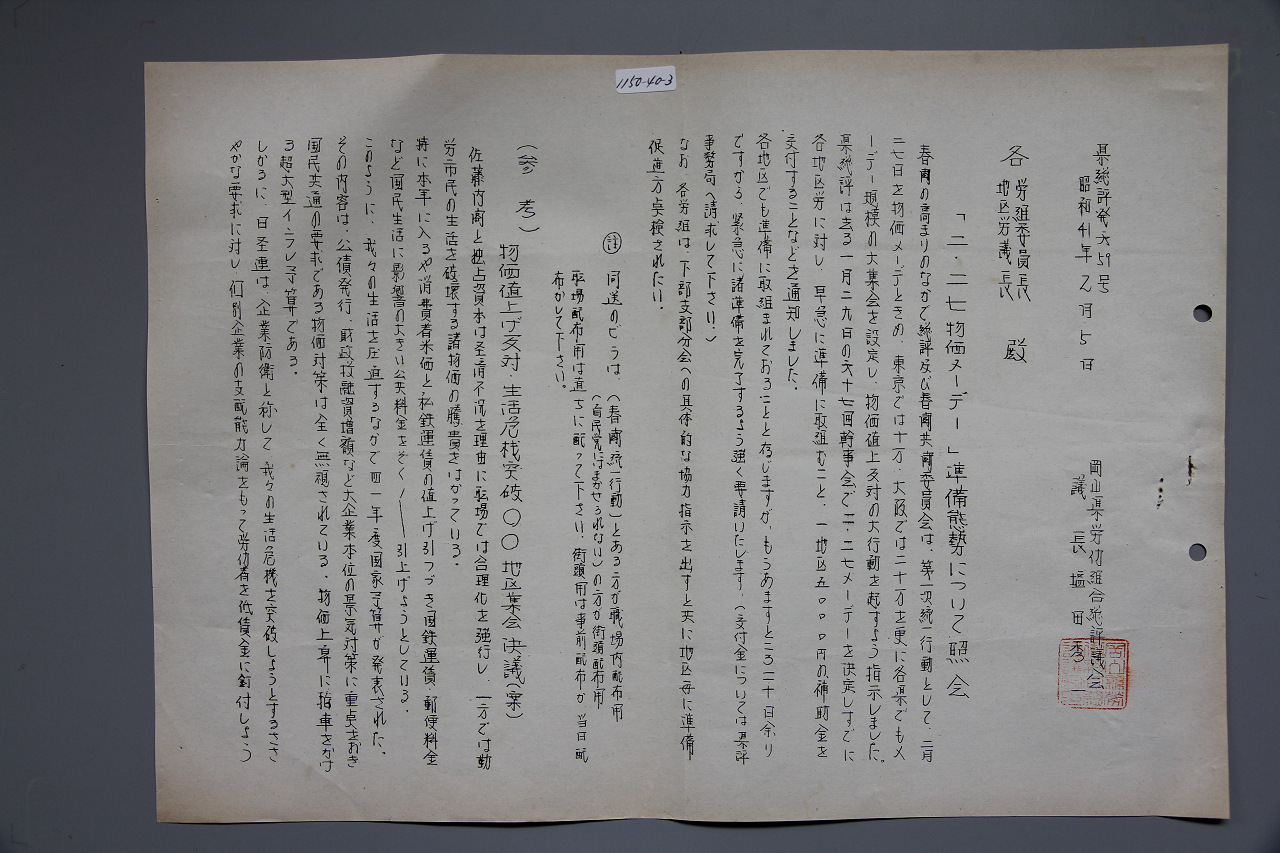 1150-40-3
県総評発六59号
昭和41年2月5日
岡山県労仂組合総評議会
議長 塩田秀一
各 労組委員長
地区労議長 殿
「二・二七物価メーデー」準備態勢について照会
春闘の高まりのなかで総評及び春闘共闘委員会は、第一次統一行動として二月
二七日を物価メーデーときめ、東京では十万、大阪では二十万を更に各県でもメ
ーデー規模の大集会を設定し、物価値上反対の大行動を起すよう指示しました。
県総評は去る一月二九日の六十七回幹事会で二・二七メーデーを決定しすでに
各地区労に対し、早急に準備に取組むこと、一地区五〇〇〇円の補助金を
交付することなどを通知しました。
各地区でも準備に取組まれておることと存じますが、もうあますところ二十日余り
ですから、緊急に諸準備を完了するよう強く要請いたします。(交付金については県評
事務局へ請求して下さい。)
なお、各労組は、下部支部分会への具体的な協力指示を出すと共に地区毎に準備
促進方点検されたい。
註 同送のビラは、(春闘統一行動)とある方が職場内配布用
(自民党にまかせられない)の方が街頭配布用
職場配布用は直ちに配って下さい。街頭用は事前配布か当日配
布かして下さい。
(参考)
物価値上げ反対・生活危機突破〇〇地区集会決議(案)
佐藤内閣と独占資本は経済不況を理由に職場では合理化を強行し、一方では勤
労市民の生活を破壊する諸物価の騰貴をはかっている。
特に本年に入るや消費者米価と私鉄運賃の値上げ引つづき国鉄運賃、郵便料金
など国民生活に影響の大きい公共料金をぞく〱引上げようとしている。
このように、我々の生活を圧迫するなかで四一年度国家予算が発表された。
その内容は、公債発行、財政投融資増額など大企業本位の景気対策に重点をおき
国民共通の要求である物価対策は全く無視されている。物価上昇に拍車をかけ
る超大型インフレ予算である。
しかるに、日経連は、企業防衛と称して、我々の生活危機を突破しようとするささ
やかな要求に対し、個別企業の支配能力論をもって労仂者を低賃金に釘付しよう